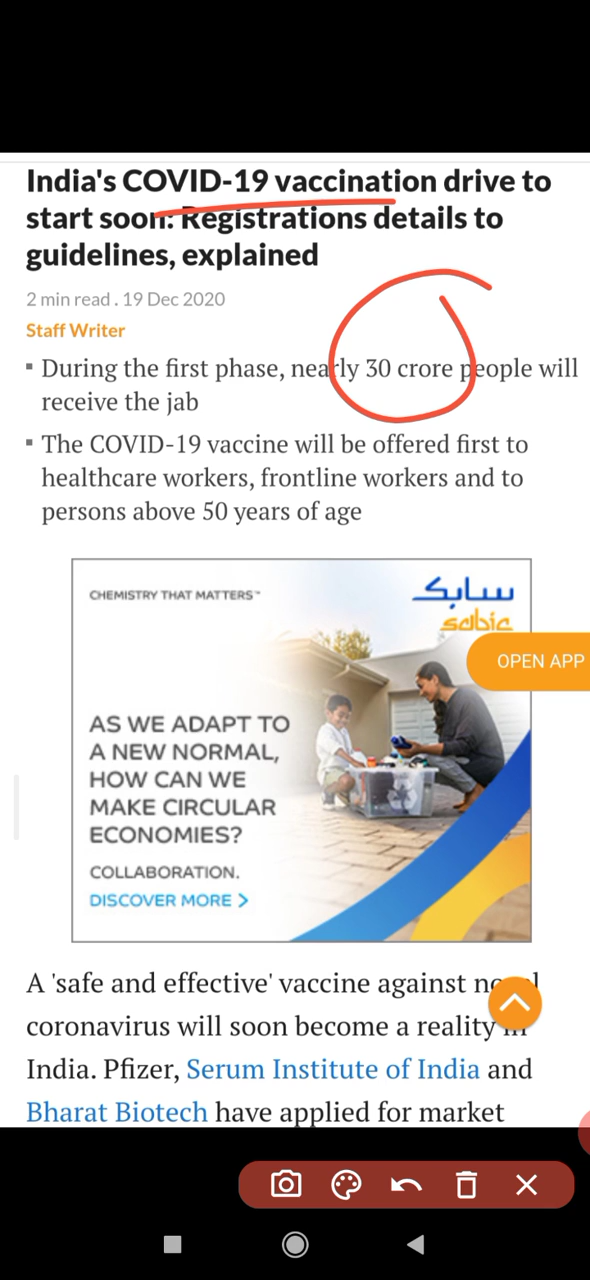 India's COVID-19 vaccination drive to
start soon: Registrations details to
guidelines, explained
2 min read . 19 Dec 2020
Staff Writer
▪ During the first phase, nearly 30 crore people will
receive the jab
▪ The COVID-19 vaccine will be offered first to
healthcare workers, frontline workers and to
persons above 50 years of age
CHEMISTRY THAT MATTERS™
سابك
sabic
OPEN APP
AS WE ADAPT TO
A NEW NORMAL,
HOW CAN WE
MAKE CIRCULAR
ECONOMIES?
COLLABORATION.
DISCOVER MORE >
A 'safe and effective' vaccine against novel
coronavirus will soon become a reality in
India. Pfizer, Serum Institute of India and
Bharat Biotech have applied for market